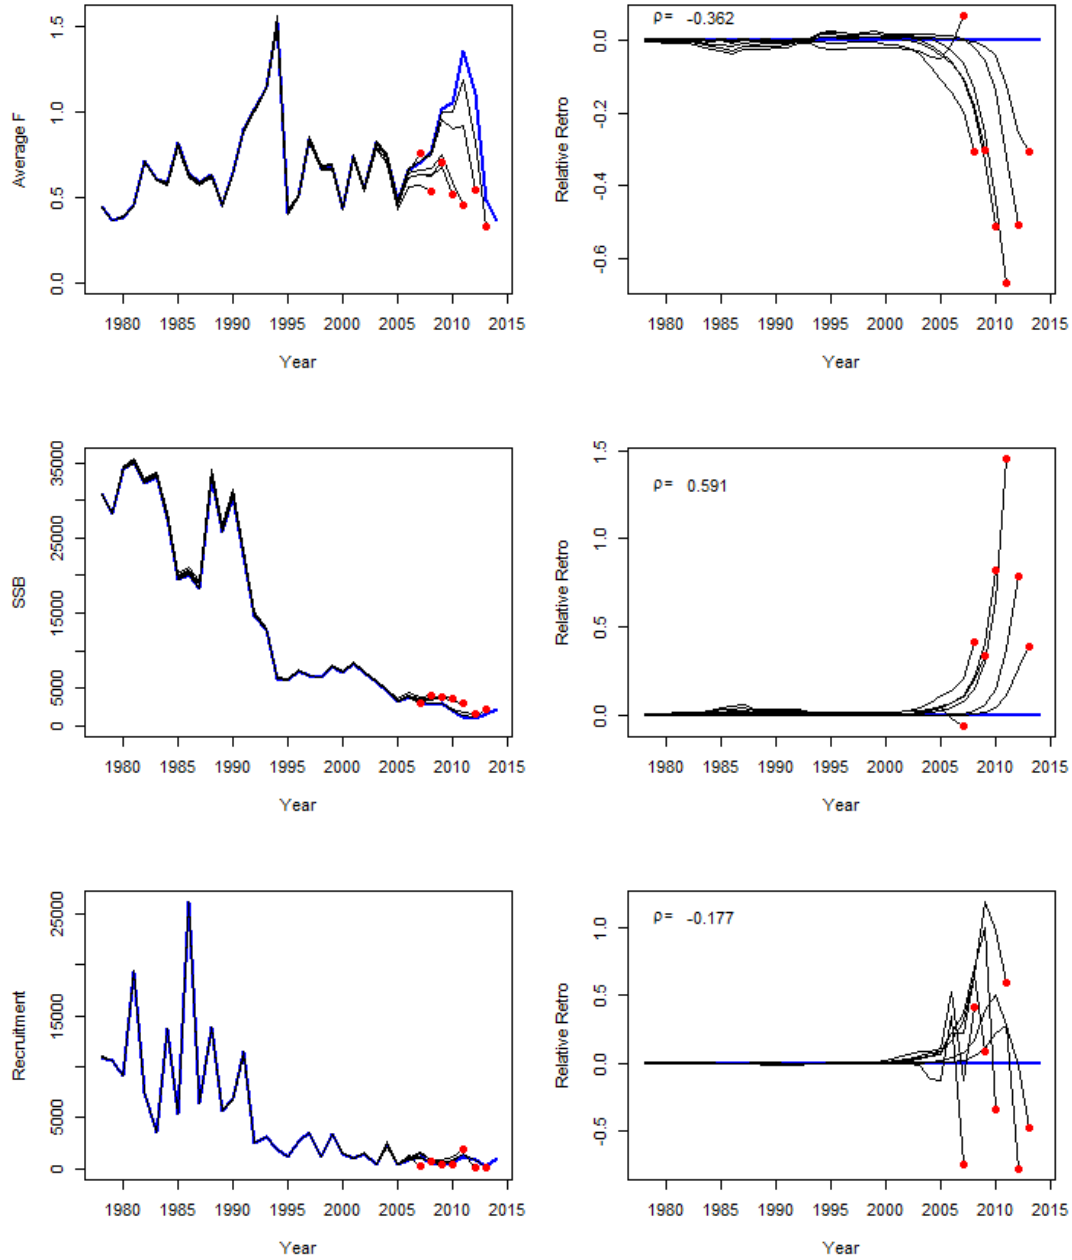 Average F
0.0 0.5 1.0 1.5
1980 1985 1990 1995 2000 2005 2010 2015
Year
Relative Retro
-0.6 -0.4 -0.2 0.0
ρ= -0.362
1980 1985 1990 1995 2000 2005 2010 2015
Year
SSB
0 5000 15000 25000 35000
1980 1985 1990 1995 2000 2005 2010 2015
Year
Relative Retro
0.0 0.5 1.0 1.5
ρ= 0.591
1980 1985 1990 1995 2000 2005 2010 2015
Year
Recruitment
0 5000 15000 25000
1980 1985 1990 1995 2000 2005 2010 2015
Year
Relative Retro
-0.5 0.0 0.5 1.0
ρ= -0.177
1980 1985 1990 1995 2000 2005 2010 2015
Year